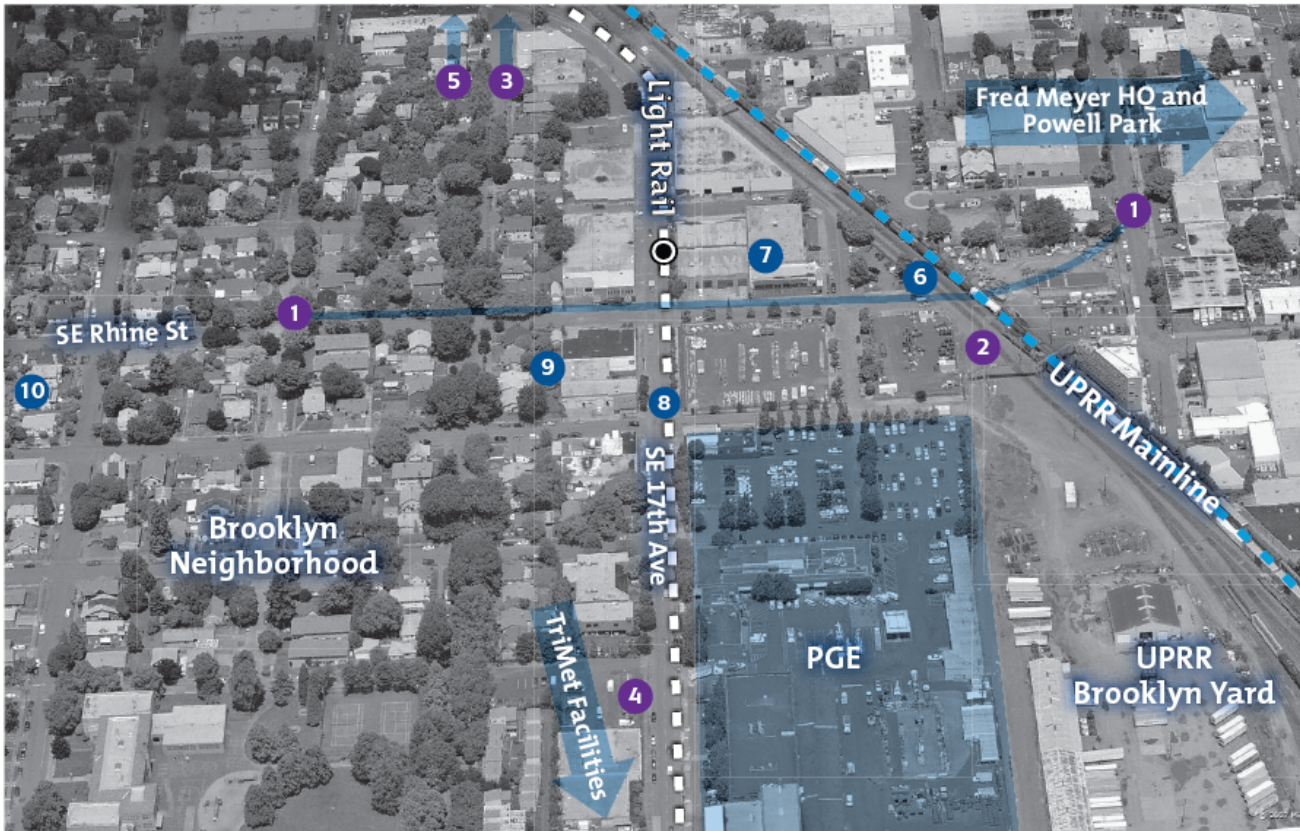 5
3
Light Rail
Fred Meyer HQ and
Powell Park
1
7
6
1
SE Rhine St
2
10
9
8
UPRR Mainline
SE 17th Ave
Brooklyn
Neighborhood
TriMet Facilities
4
PGE
UPRR
Brooklyn Yard